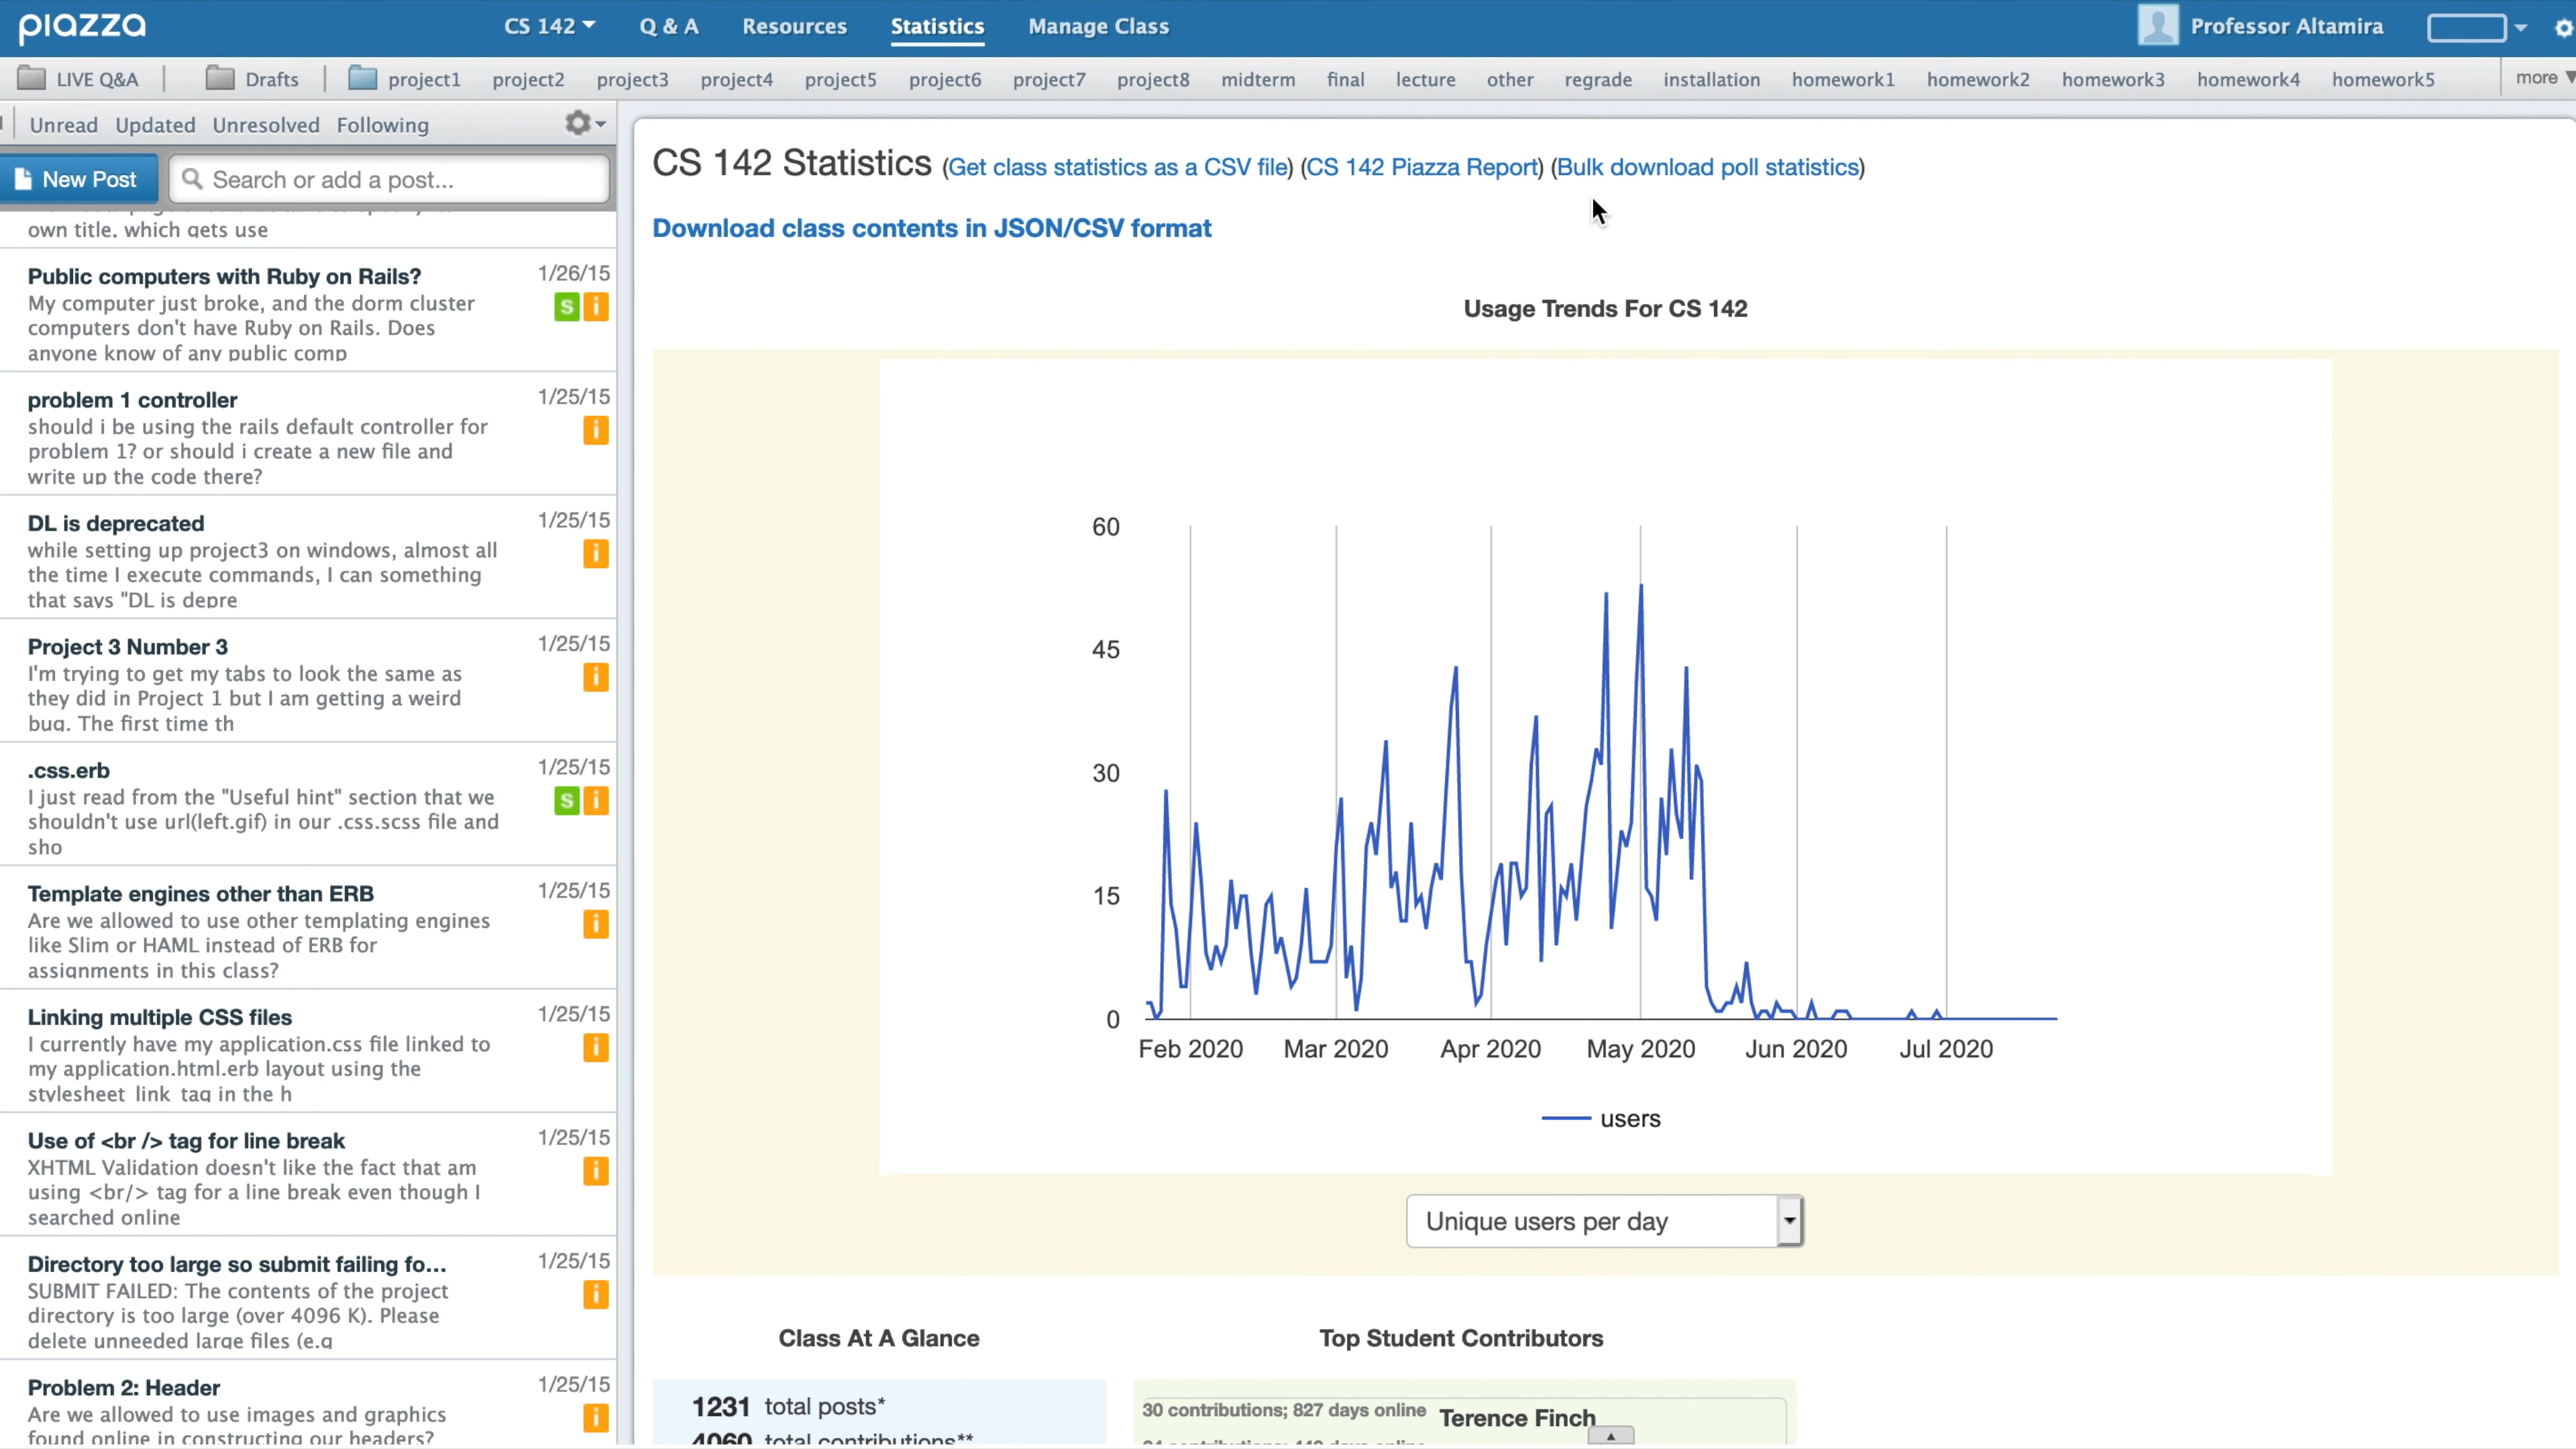 piazza
CS 142 Q & A Resources Statistics Manage Class Professor Altamira
LIVE Q&A Drafts project1 project2 project3 project4 project5 project6 project7 project8 midterm final lecture other regrade installation homework1 homework2 homework3 homework4 homework5 more
Unread Updated Unresolved Following
New Post Search or add a post...
own title, which gets use
Public computers with Ruby on Rails? 1/26/15
My computer just broke, and the dorm cluster S i
computers don't have Ruby on Rails. Does
anyone know of any public comp
problem 1 controller 1/25/15
should i be using the rails default controller for i
problem 1? or should i create a new file and
write up the code there?
DL is deprecated 1/25/15
while setting up project3 on windows, almost all i
the time I execute commands, I can something
that says "DL is depre
Project 3 Number 3 1/25/15
I'm trying to get my tabs to look the same as i
they did in Project 1 but I am getting a weird
bug. The first time th
.css.erb 1/25/15
I just read from the "Useful hint" section that we S i
shouldn't use url(left.gif) in our .css.scss file and
sho
Template engines other than ERB 1/25/15
Are we allowed to use other templating engines i
like Slim or HAML instead of ERB for
assignments in this class?
Linking multiple CSS files 1/25/15
I currently have my application.css file linked to i
my application.html.erb layout using the
stylesheet_link_tag in the h
Use of <br /> tag for line break 1/25/15
XHTML Validation doesn't like the fact that am i
using <br/> tag for a line break even though I
searched online
Directory too large so submit failing fo... 1/25/15
SUBMIT FAILED: The contents of the project i
directory is too large (over 4096 K). Please
delete unneeded large files (e.g
Problem 2: Header 1/25/15
Are we allowed to use images and graphics i
found online in constructing our headers?
CS 142 Statistics (Get class statistics as a CSV file) (CS 142 Piazza Report) (Bulk download poll statistics)
Download class contents in JSON/CSV format
Usage Trends For CS 142
60
45
30
15
0
Feb 2020 Mar 2020 Apr 2020 May 2020 Jun 2020 Jul 2020
users
Unique users per day
Class At A Glance
1231 total posts*
4060 total contributions**
Top Student Contributors
30 contributions; 827 days online Terence Finch